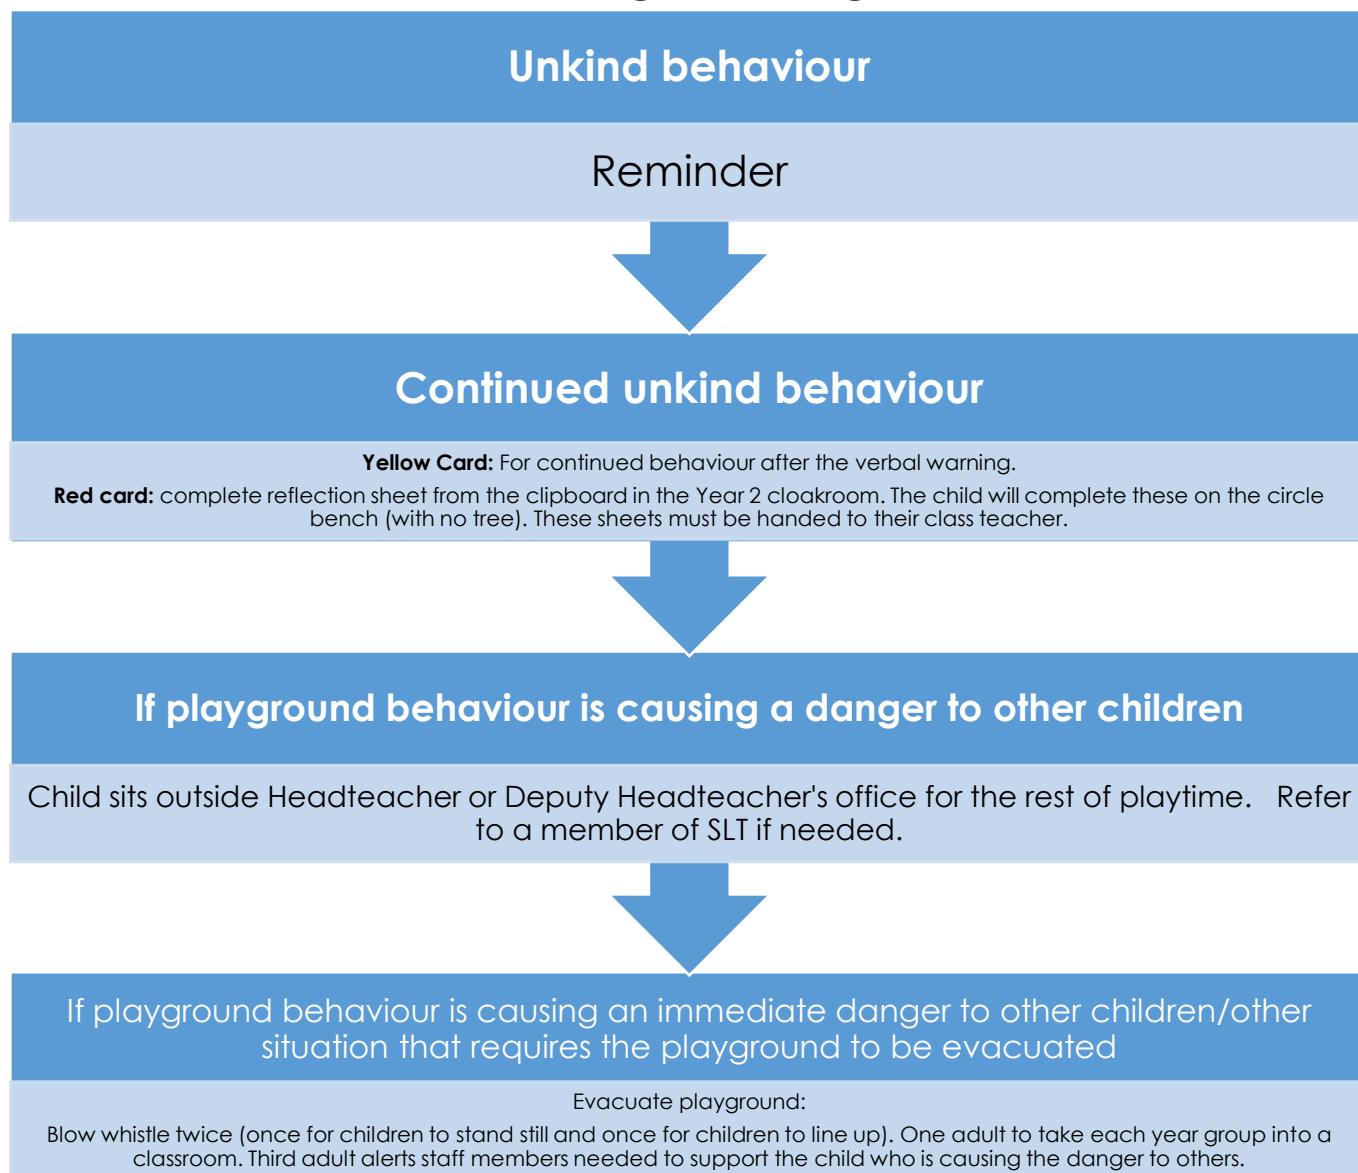 Unkind behaviour
Reminder
Continued unkind behaviour
Yellow Card: For continued behaviour after the verbal warning.
Red card: complete reflection sheet from the clipboard in the Year 2 cloakroom. The child will complete these on the circle
bench (with no tree). These sheets must be handed to their class teacher.
If playground behaviour is causing a danger to other children
Child sits outside Headteacher or Deputy Headteacher's office for the rest of playtime.   Refer
to a member of SLT if needed.
If playground behaviour is causing an immediate danger to other children/other
situation that requires the playground to be evacuated
Evacuate playground:
Blow whistle twice (once for children to stand still and once for children to line up). One adult to take each year group into a
classroom. Third adult alerts staff members needed to support the child who is causing the danger to others.